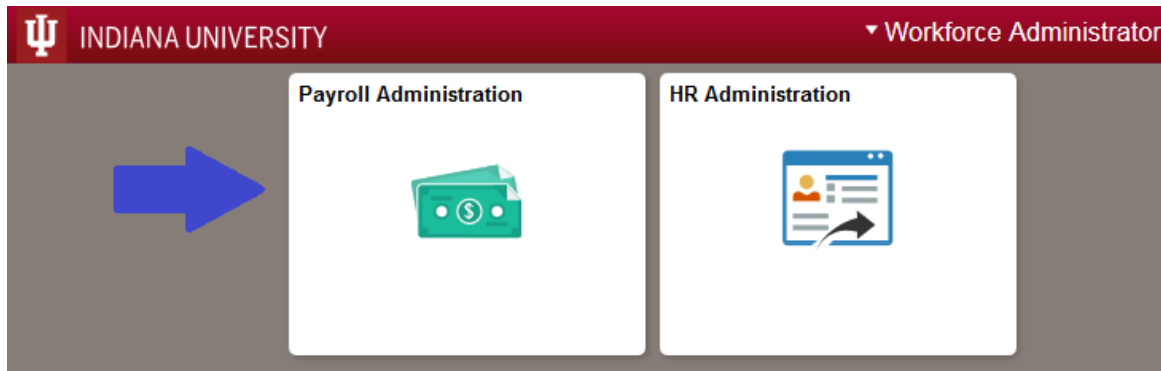 INDIANA UNIVERSITY
Workforce Administrator
Payroll Administration
HR Administration
$